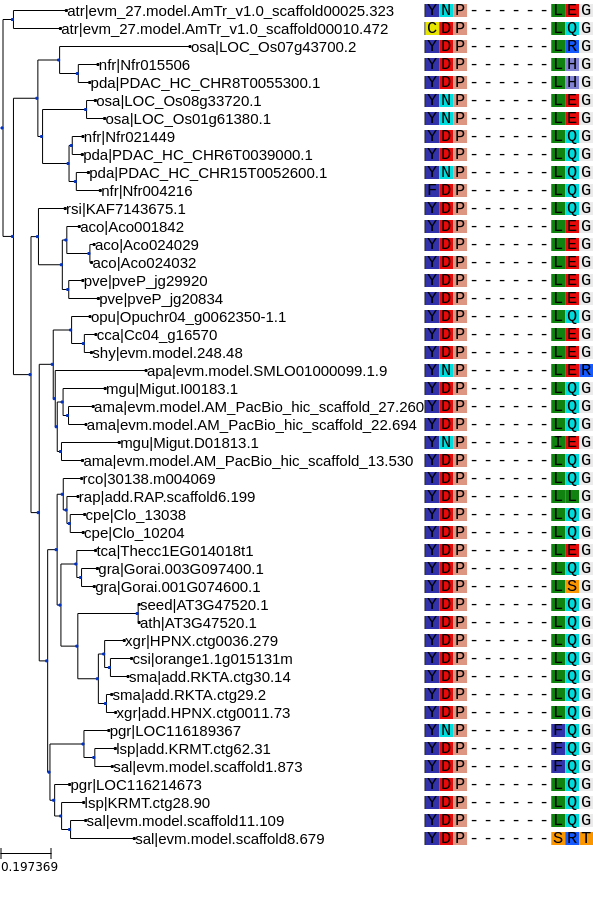 atr|evm_27.model.AmTr_v1.0_scaffold00025.323 YNP------LEG
atr|evm_27.model.AmTr_v1.0_scaffold00010.472 CDP------LQG
osa|LOC_Os07g43700.2 YDP------LRG
nfr|Nfr015506 YDP------LHG
pda|PDAC_HC_CHR8T0055300.1 YDP------LHG
osa|LOC_Os08g33720.1 YNP------LEG
osa|LOC_Os01g61380.1 YNP------LEG
nfr|Nfr021449 YDP------LQG
pda|PDAC_HC_CHR6T0039000.1 YDP------LQG
pda|PDAC_HC_CHR15T0052600.1 YNP------LQG
nfr|Nfr004216 FDP------LQG
rsi|KAF7143675.1 YDP------LQG
aco|Aco001842 YDP------LEG
aco|Aco024029 YDP------LEG
aco|Aco024032 YDP------LEG
pve|pveP_jg29920 YDP------LEG
pve|pveP_jg20834 YDP------LEG
opu|Opuchr04_g0062350-1.1 YDP------LQG
cca|Cc04_g16570 YDP------LEG
shy|evm.model.248.48 YDP------LEG
apa|evm.model.SMLO01000099.1.9 YNP------LER
mgu|Migut.I00183.1 YDP------LQG
ama|evm.model.AM_PacBio_hic_scaffold_27.260 YDP------LQG
ama|evm.model.AM_PacBio_hic_scaffold_22.694 YDP------LQG
mgu|Migut.D01813.1 YNP------IEG
ama|evm.model.AM_PacBio_hic_scaffold_13.530 YDP------LQG
rco|30138.m004069 YDP------LQG
rap|add.RAP.scaffold6.199 YDP------LLG
cpe|Clo_13038 YDP------LQG
cpe|Clo_10204 YDP------LQG
tca|Thecc1EG014018t1 YDP------LEG
gra|Gorai.003G097400.1 YDP------LQG
gra|Gorai.001G074600.1 YDP------LSG
seed|AT3G47520.1 YDP------LQG
ath|AT3G47520.1 YDP------LQG
xgr|HPNX.ctg0036.279 YDP------LQG
csi|orange1.1g015131m YDP------LQG
sma|add.RKTA.ctg30.14 YDP------LQG
sma|add.RKTA.ctg29.2 YDP------LQG
xgr|add.HPNX.ctg0011.73 YDP------LQG
pgr|LOC116189367 YNP------FQG
lsp|add.KRMT.ctg62.31 YDP------FQG
sal|evm.model.scaffold1.873 YDP------FQG
pgr|LOC116214673 YDP------LQG
lsp|KRMT.ctg28.90 YDP------LQG
sal|evm.model.scaffold11.109 YDP------LQG
sal|evm.model.scaffold8.679 YDP------SRT
0.197369